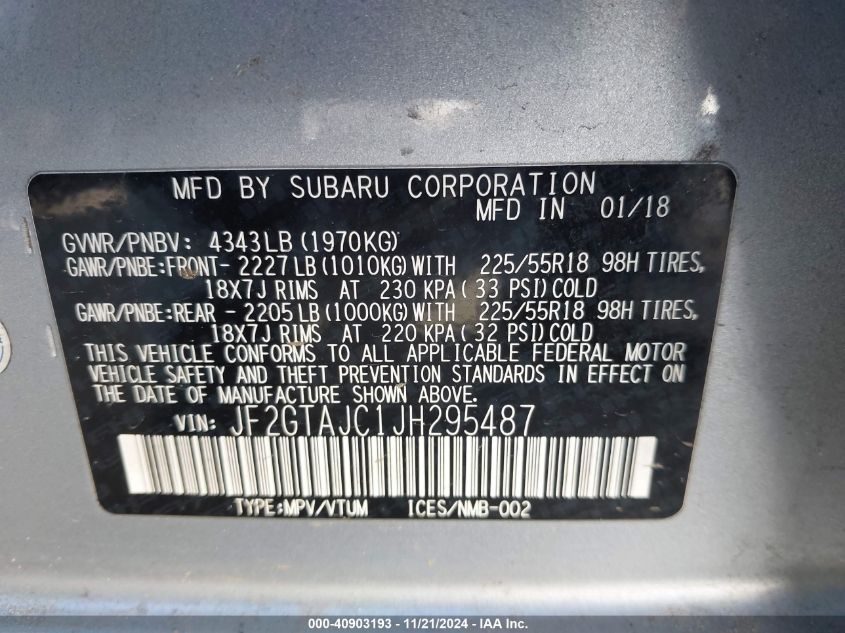 MFD BY SUBARU CORPORATION
MFD IN 01/18
GVWR/PNBV: 4343LB (1970KG)
GAWR/PNBE:FRONT- 2227LB (1010KG) WITH 225/55R18 98H TIRES,
18X7J RIMS AT 230 KPA( 33 PSI)COLD
GAWR/PNBE:REAR - 2205LB (1000KG) WITH 225/55R18 98H TIRES,
18X7J RIMS AT 220 KPA( 32 PSI)COLD
THIS VEHICLE CONFORMS TO ALL APPLICABLE FEDERAL MOTOR
VEHICLE SAFETY AND THEFT PREVENTION STANDARDS IN EFFECT ON
THE DATE OF MANUFACTURE SHOWN ABOVE.
VIN: JF2GTAJC1JH295487
TYPE:MPV/VTUM ICES/NMB-002
000-40903193 - 11/21/2024 - IAA Inc.